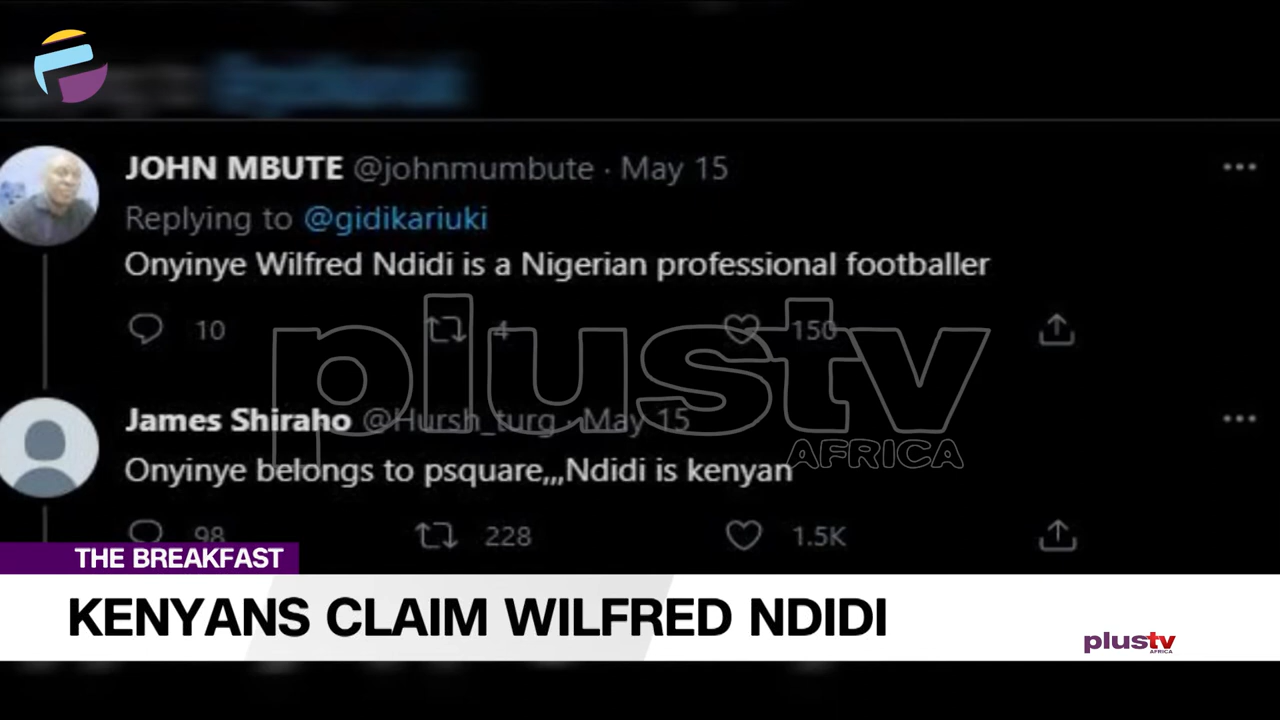 JOHN MBUTE @johnmumbute · May 15
Replying to @gidikariuki
Onyinye Wilfred Ndidi is a Nigerian professional footballer
10 4 150
plustv
AFRICA
James Shiraho @Hursh_turg · May 15
Onyinye belongs to psquare,,,Ndidi is kenyan
98 228 1.5K
THE BREAKFAST
KENYANS CLAIM WILFRED NDIDI
plustv
AFRICA